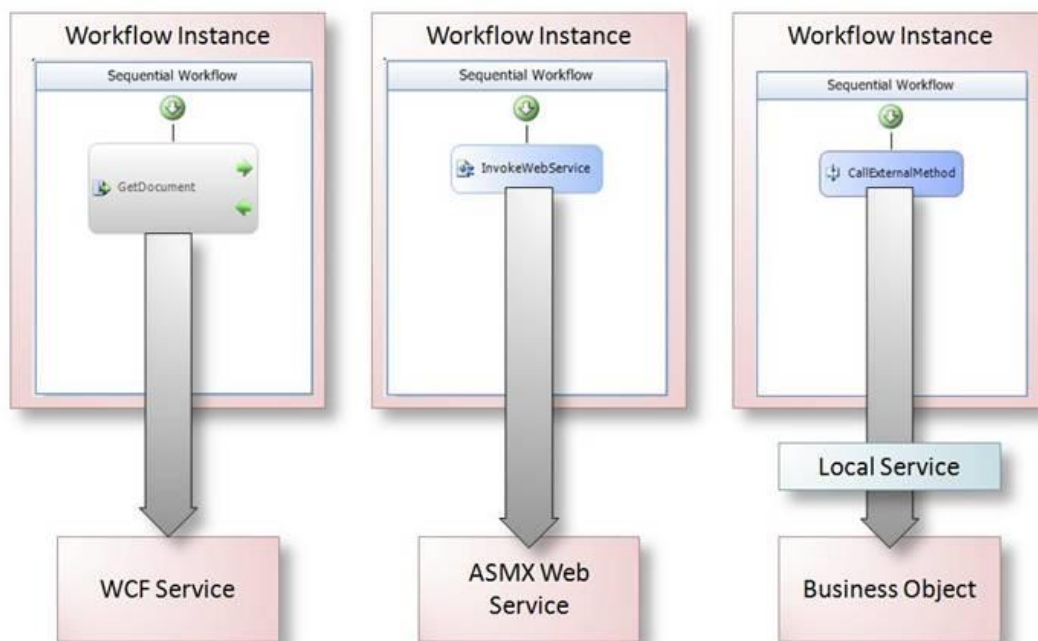 Workflow Instance
Sequential Workflow
GetDocument
WCF Service
Workflow Instance
Sequential Workflow
InvokeWebService
ASMX Web
Service
Workflow Instance
Sequential Workflow
CallExternalMethod
Local Service
Business Object